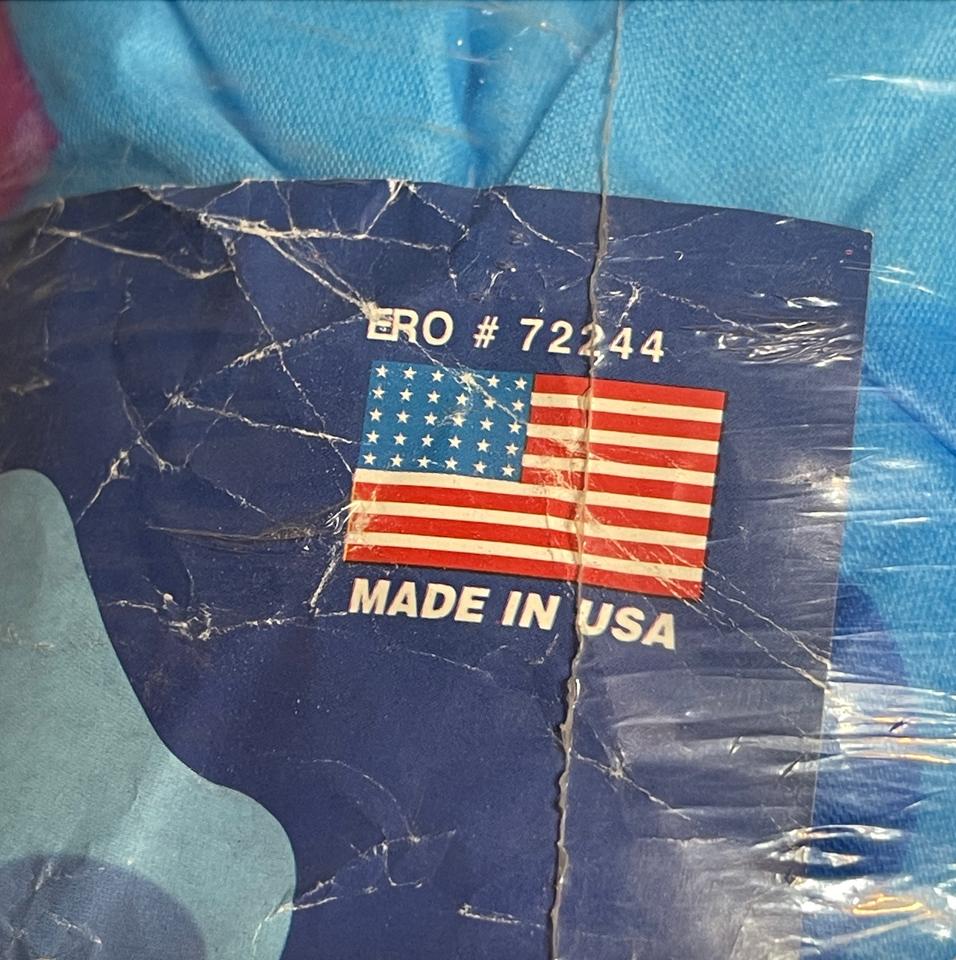 ERO # 72244
MADE IN USA